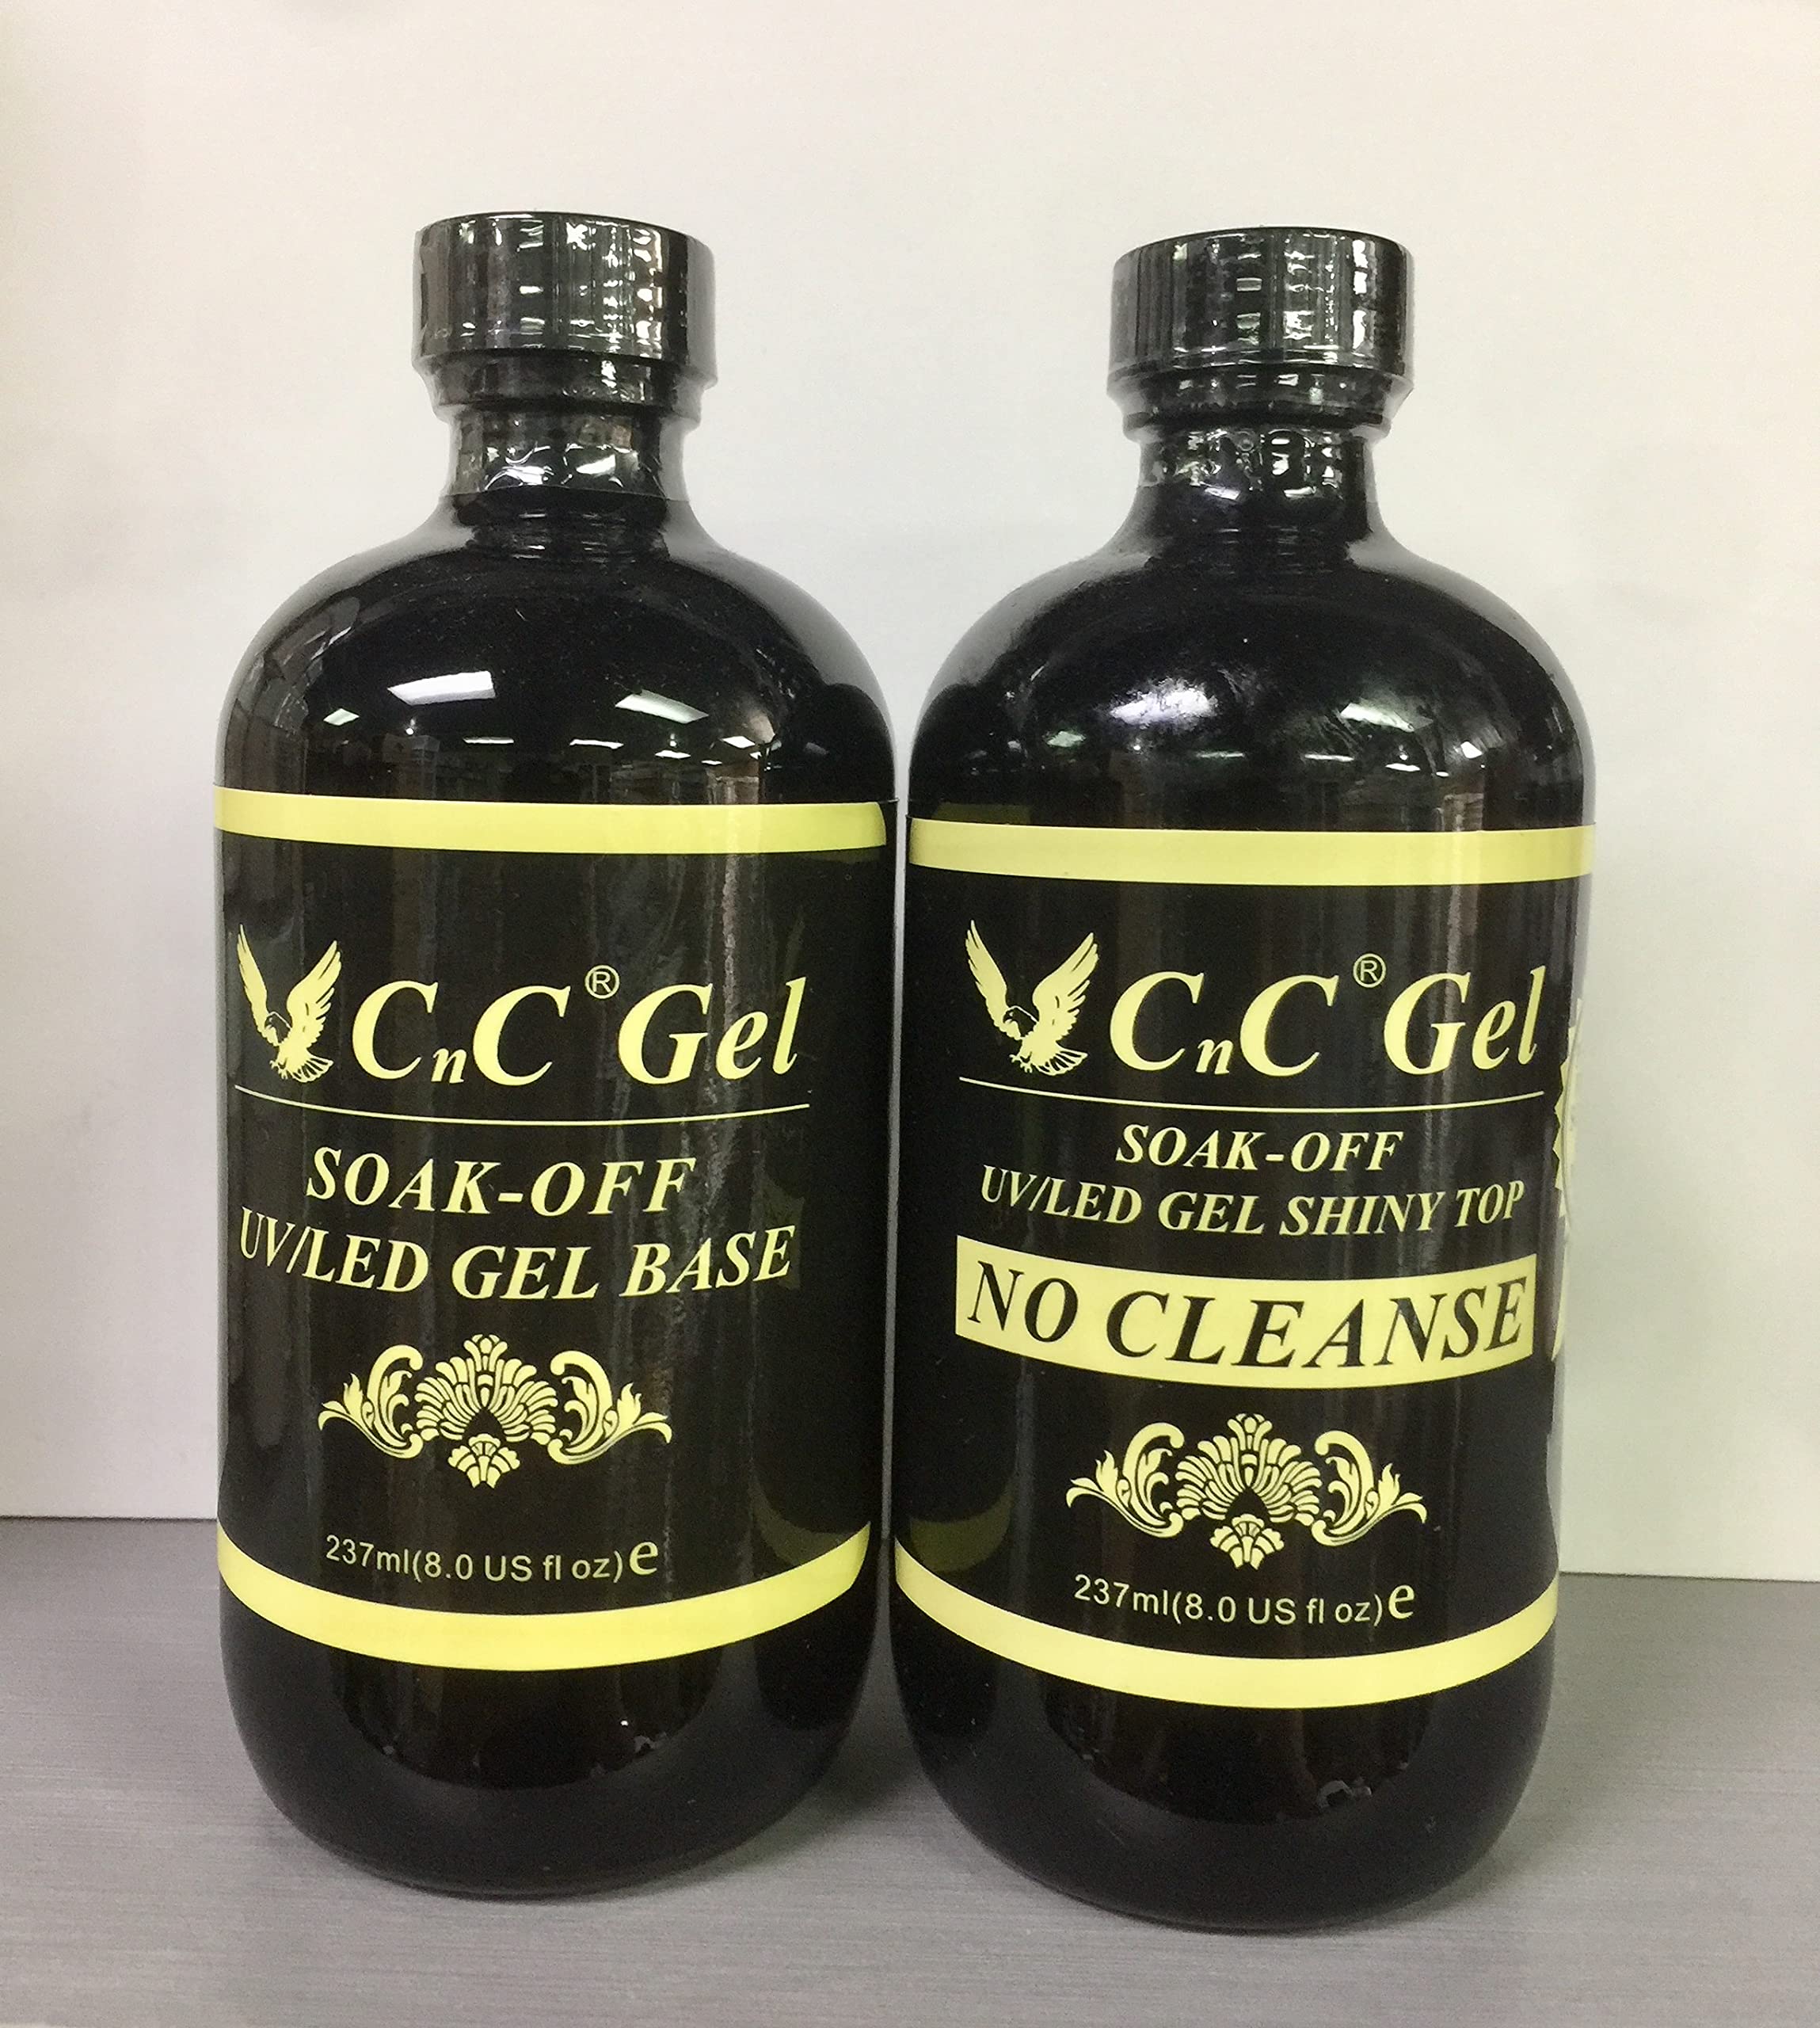 CnC® Gel
SOAK-OFF
UV/LED GEL BASE
237ml(8.0 US fl oz)e
CnC® Gel
SOAK-OFF
UV/LED GEL SHINY TOP
NO CLEANSE
237ml(8.0 US fl oz)e